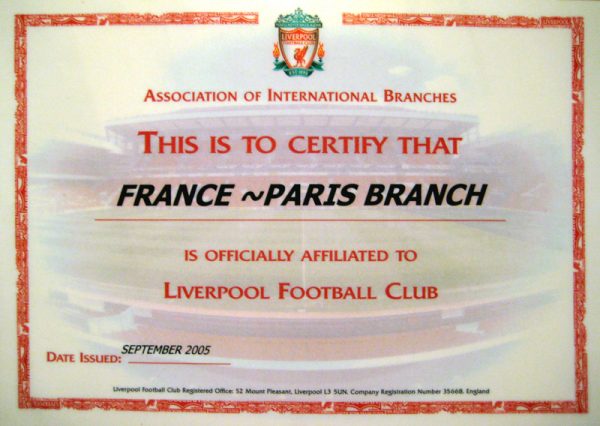 LIVERPOOL
FOOTBALL CLUB
EST·1892
ASSOCIATION OF INTERNATIONAL BRANCHES
THIS IS TO CERTIFY THAT
FRANCE ~PARIS BRANCH
IS OFFICIALLY AFFILIATED TO
LIVERPOOL FOOTBALL CLUB
DATE ISSUED: SEPTEMBER 2005
Liverpool Football Club Registered Office: 52 Mount Pleasant, Liverpool L3 5UN. Company Registration Number 35668, England